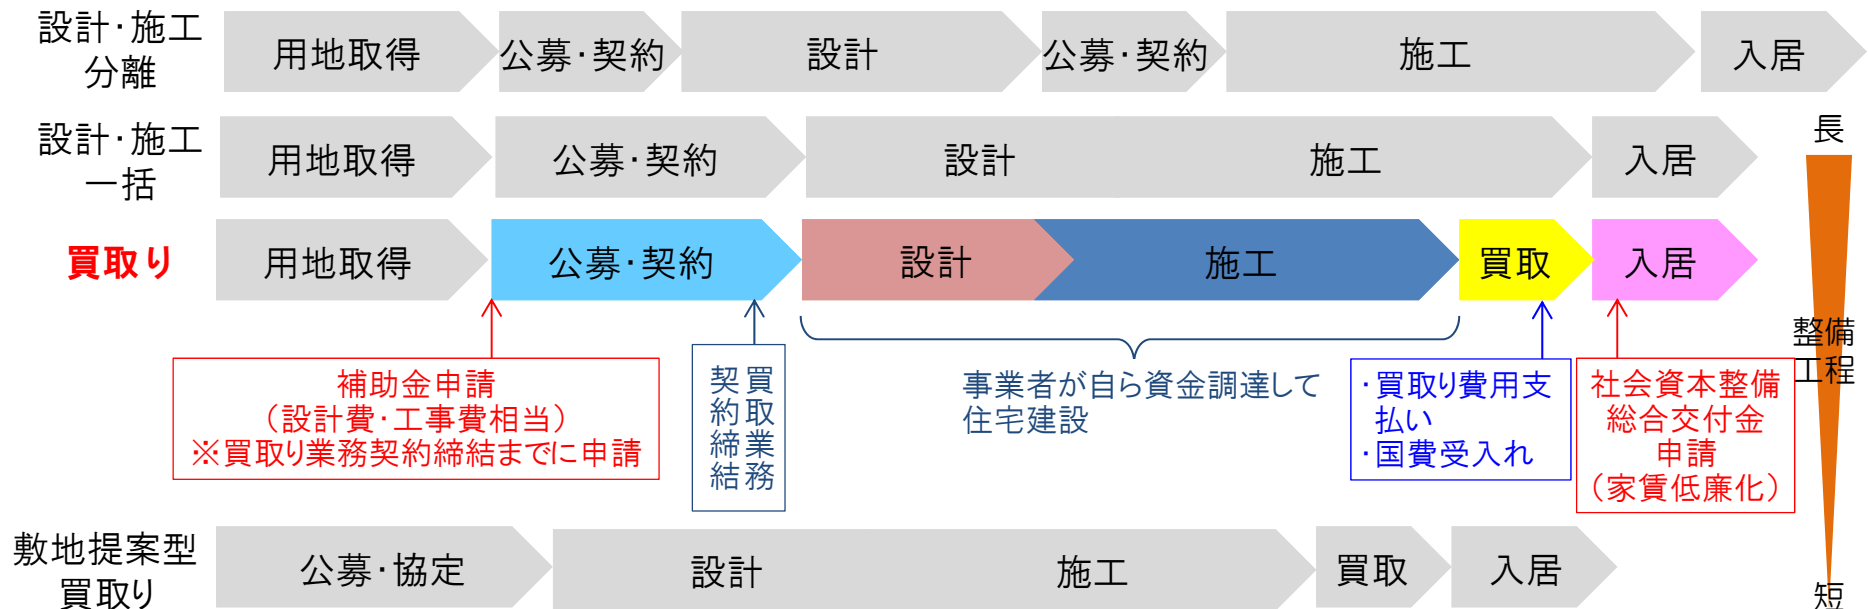 設計・施工
分離
用地取得
公募・契約
設計
公募・契約
施工
入居
設計・施工
一括
用地取得
公募・契約
設計
施工
入居
長
買取り
用地取得
公募・契約
設計
施工
買取
入居
補助金申請
（設計費・工事費相当）
※買取り業務契約締結までに申請
買取業務
契約締結
事業者が自ら資金調達して
住宅建設
・買取り費用支
払い
・国費受入れ
社会資本整備
総合交付金
申請
（家賃低廉化）
整備
工程
敷地提案型
買取り
公募・協定
設計
施工
買取
入居
短